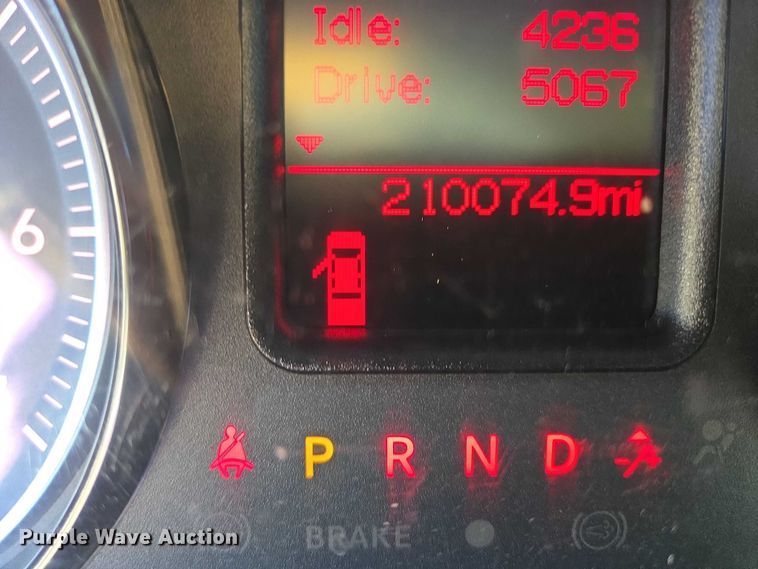 Idle: 4236
Drive: 5067
210074.9mi
6
P R N D
BRAKE
Purple Wave Auction